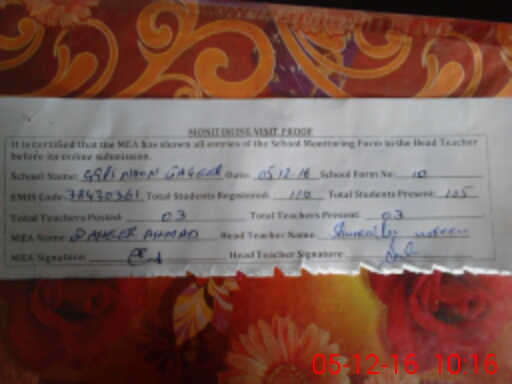 MONITORING VISIT PROOF
It is certified that the MEA has shown all entries of the School Monitoring Form to the Head Teacher
before its online submission.
School Name: Date: 05-12-16 School Form No: 10
EMIS Code: 38430361 Total Students Registered: 110 Total Students Present: 105
Total Teachers Posted: 03 Total Teachers Present: 03
MEA Name: AHMAD Head Teacher Name:
MEA Signature: Head Teacher Signature:
05-12-16 10:16